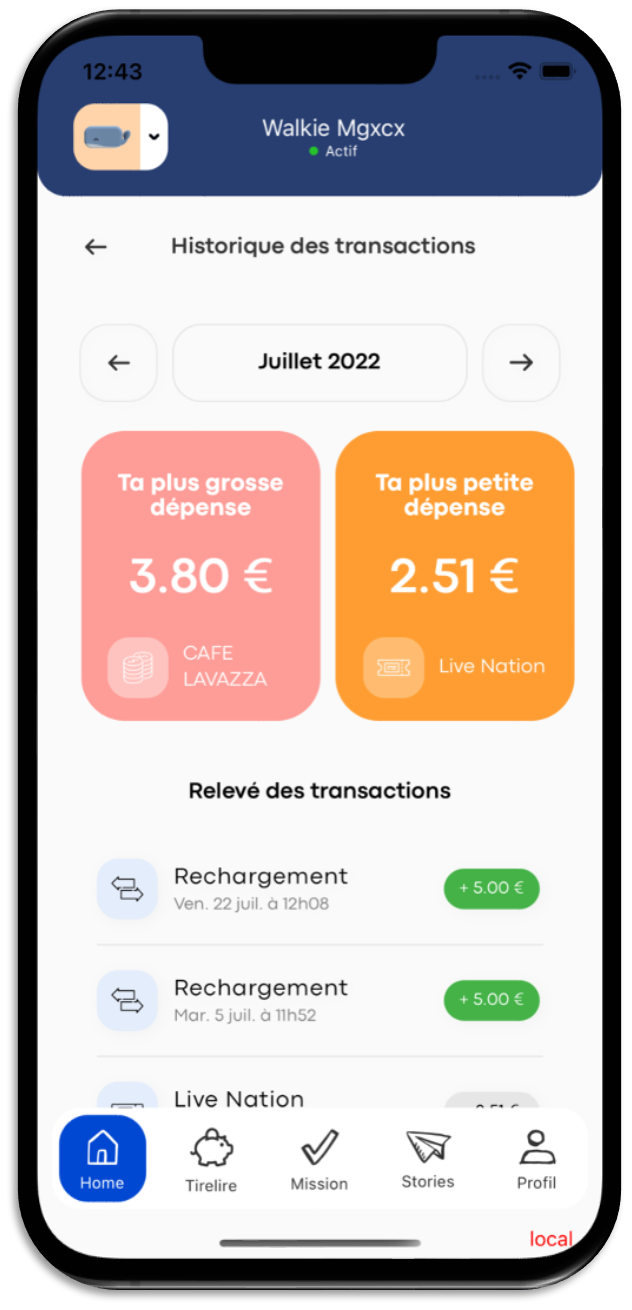 12:43
Walkie Mgxcx
Actif
Historique des transactions
Juillet 2022
Ta plus grosse
dépense
3.80 €
CAFE
LAVAZZA
Ta plus petite
dépense
2.51 €
Live Nation
Relevé des transactions
Rechargement
Ven. 22 juil. à 12h08
+ 5.00 €
Rechargement
Mar. 5 juil. à 11h52
+ 5.00 €
Live Nation
Home
Tirelire
Mission
Stories
Profil
local